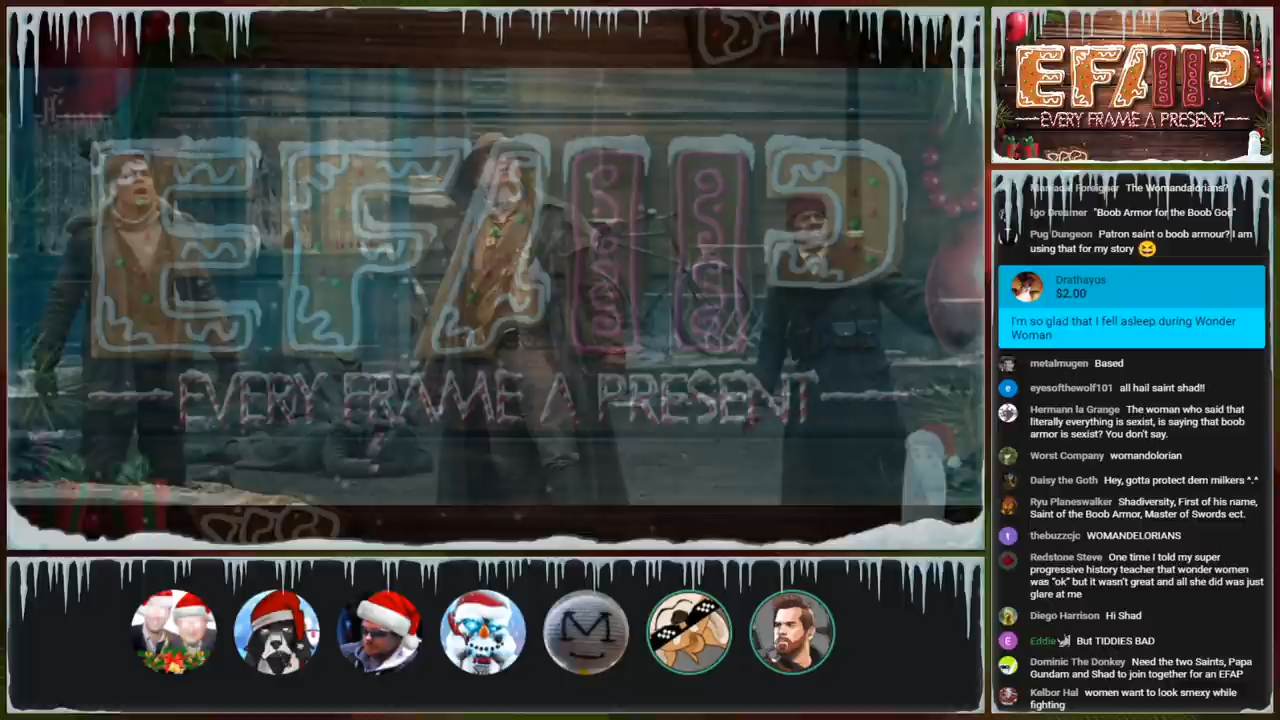 EFAP
EVERY FRAME A PRESENT
EFAP
EVERY FRAME A PRESENT
Maniacal Foreigner The Womandalorians?
Igo Dreamer "Boob Armor for the Boob God"
Pug Dungeon Patron saint o boob armour? I am
using that for my story
Drathayus
$2.00
I'm so glad that I fell asleep during Wonder
Woman
metalmugen Based
eyesofthewolf101 all hail saint shad!!
Hermann la Grange The woman who said that
literally everything is sexist, is saying that boob
armor is sexist? You don't say.
Worst Company womandolorian
Daisy the Goth Hey, gotta protect dem milkers ^.^
Ryu Planeswalker Shadiversity, First of his name,
Saint of the Boob Armor, Master of Swords ect.
thebuzzcjc WOMANDELORIANS
Redstone Steve One time I told my super
progressive history teacher that wonder women
was "ok" but it wasn't great and all she did was just
glare at me
Diego Harrison Hi Shad
Eddie But TIDDIES BAD
Dominic The Donkey Need the two Saints, Papa
Gundam and Shad to join together for an EFAP
Kelbor Hal women want to look smexy while
fighting
M